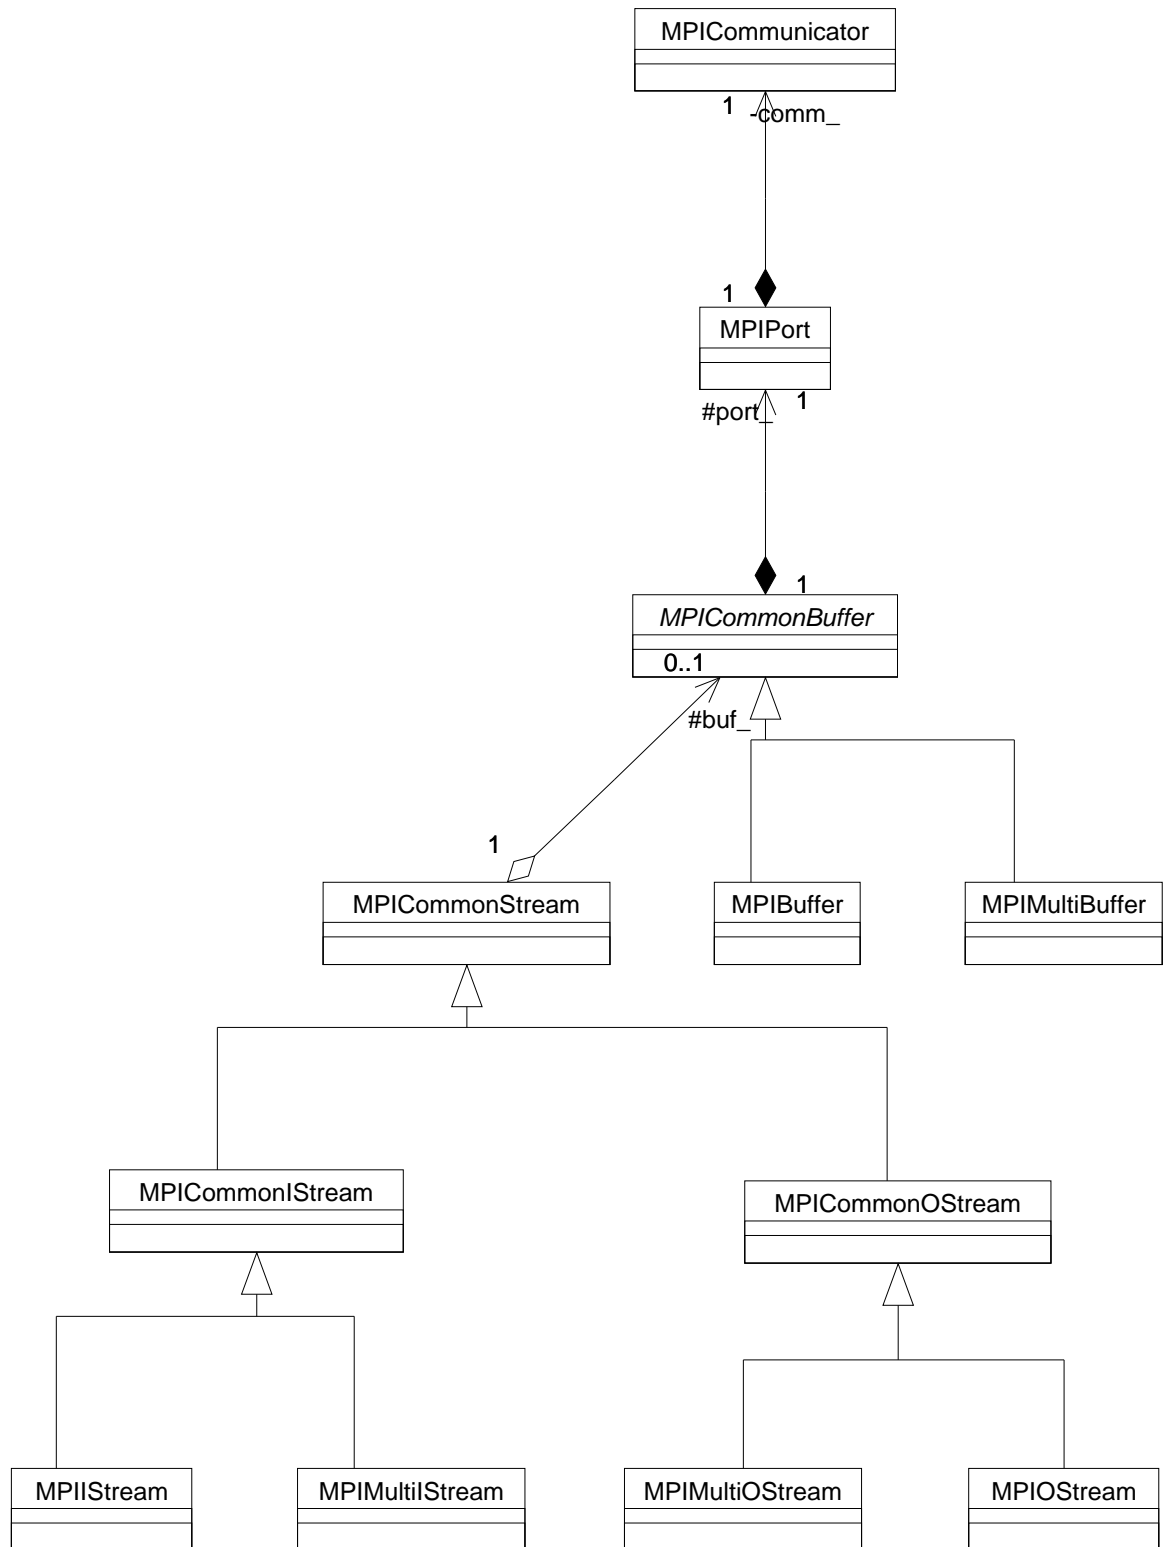 MPICommunicator
1
-comm_
1
MPIPort
#port_
1
1
MPICommonBuffer
0..1
#buf_
1
MPICommonStream
MPIBuffer
MPIMultiBuffer
MPICommonIStream
MPICommonOStream
MPIIStream
MPIMultiIStream
MPIMultiOStream
MPIOStream